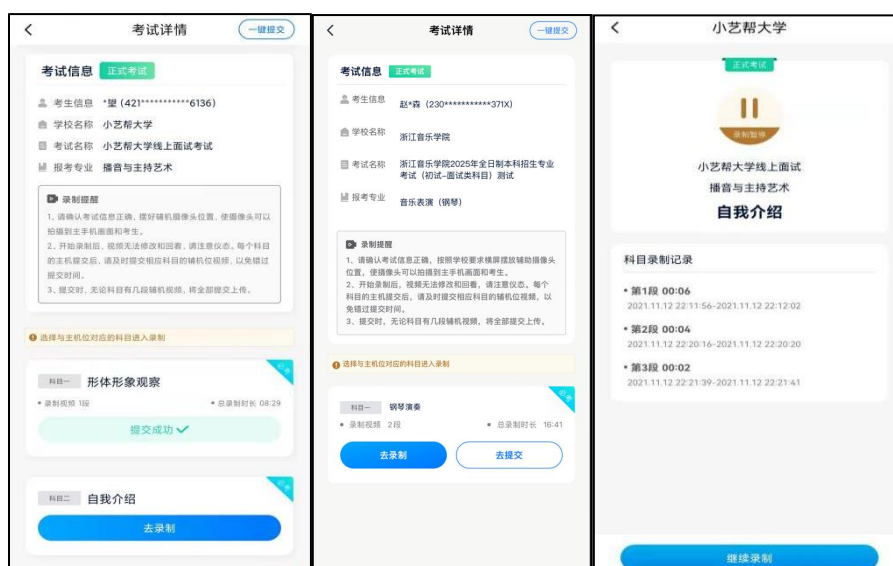 考试详情
一键提交
考试信息 正式考试
考生信息 *望 (421***********6136)
学校名称 小艺帮大学
考试名称 小艺帮大学线上面试考试
报考专业 播音与主持艺术
录制提醒
1、请确认考试信息正确，摆好辅机摄像头位置，使摄像头可以
拍摄到主手机画面和考生。
2、开始录制后，视频无法修改和回看，请注意仪态。每个科目
的主机提交后，请及时提交相应科目的辅机位视频，以免错过
提交时间。
3、提交时，无论科目有几段辅机视频，将全部提交上传。
选择与主机位对应的科目进入录制
必考
科目一 形体形象观察
• 录制视频 1段 • 总录制时长 08:29
提交成功
必考
科目二 自我介绍
去录制
考试详情
一键提交
考试信息 正式考试
考生信息 赵*森 (230***********371X)
学校名称 浙江音乐学院
考试名称 浙江音乐学院2025年全日制本科招生专业
考试（初试-面试类科目）测试
报考专业 音乐表演（钢琴）
录制提醒
1、请确认考试信息正确，按照学校要求横屏摆放辅助摄像头
位置，使摄像头可以拍摄到主手机画面和考生。
2、开始录制后，视频无法修改和回看，请注意仪态。每个
科目的主机提交后，请及时提交相应科目的辅机位视频，以
免错过提交时间。
3、提交时，无论科目有几段辅机视频，将全部提交上传。
选择与主机位对应的科目进入录制
必考
科目一 钢琴演奏
• 录制视频 2段 • 总录制时长 16:41
去录制 去提交
小艺帮大学
正式考试
录制暂停
小艺帮大学线上面试
播音与主持艺术
自我介绍
科目录制记录
• 第1段 00:06
2021.11.12 22:11:56-2021.11.12 22:12:02
• 第2段 00:04
2021.11.12 22:20:16-2021.11.12 22:20:20
• 第3段 00:02
2021.11.12 22:21:39-2021.11.12 22:21:41
继续录制